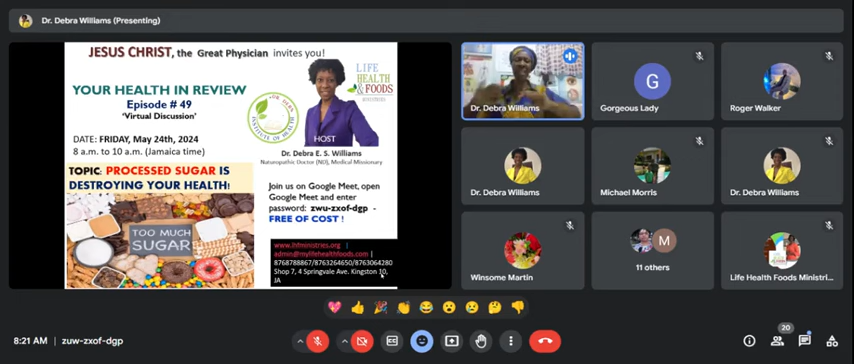 Dr. Debra Williams (Presenting)
JESUS CHRIST, the Great Physician invites you!
YOUR HEALTH IN REVIEW
Episode # 49
'Virtual Discussion'
DATE: FRIDAY, May 24th, 2024
8 a.m. to 10 a.m (Jamaica time)
TOPIC: PROCESSED SUGAR IS
DESTROYING YOUR HEALTH!
TOO MUCH
SUGAR
LIFE
HEALTH
& FOODS
MINISTRIES
INSTITUTE OF HEALTH
HOST
Dr. Debra E. S. Williams
Naturopathic Doctor (ND), Medical Missionary
Join us on Google Meet, open
Google Meet and enter
password: zwu-zxof-dgp -
FREE OF COST !
www.lhfministries.org |
admin@mylifehealthfoods.com |
8768788867/8763264650/8763064280
Shop 7, 4 Springvale Ave. Kingston 10,
JA
Dr. Debra Williams
G
Gorgeous Lady
Roger Walker
Dr. Debra Williams
Michael Morris
Dr. Debra Williams
Winsome Martin
M
11 others
Life Health Foods Ministri...
8:21 AM | zuw-zxof-dgp
CC
20